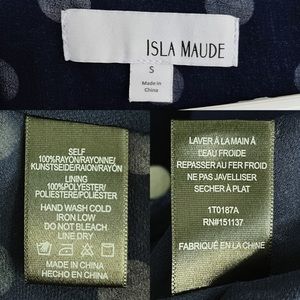 ISLA MAUDE
S
Made in
China
SELF
100%RAYON/RAYONNE/
KUNSTSEIDE/RAION/RAYÓN
LINING
100%POLYESTER/
POLIESTERE/POLIÉSTER
HAND WASH COLD
IRON LOW
DO NOT BLEACH
LINE DRY
MADE IN CHINA
HECHO EN CHINA
LAVER À LA MAIN À
L'EAU FROIDE
REPASSER AU FER FROID
NE PAS JAVELLISER
SECHER À PLAT
1T0187A
RN#151137
FABRIQUÉ EN LA CHINE